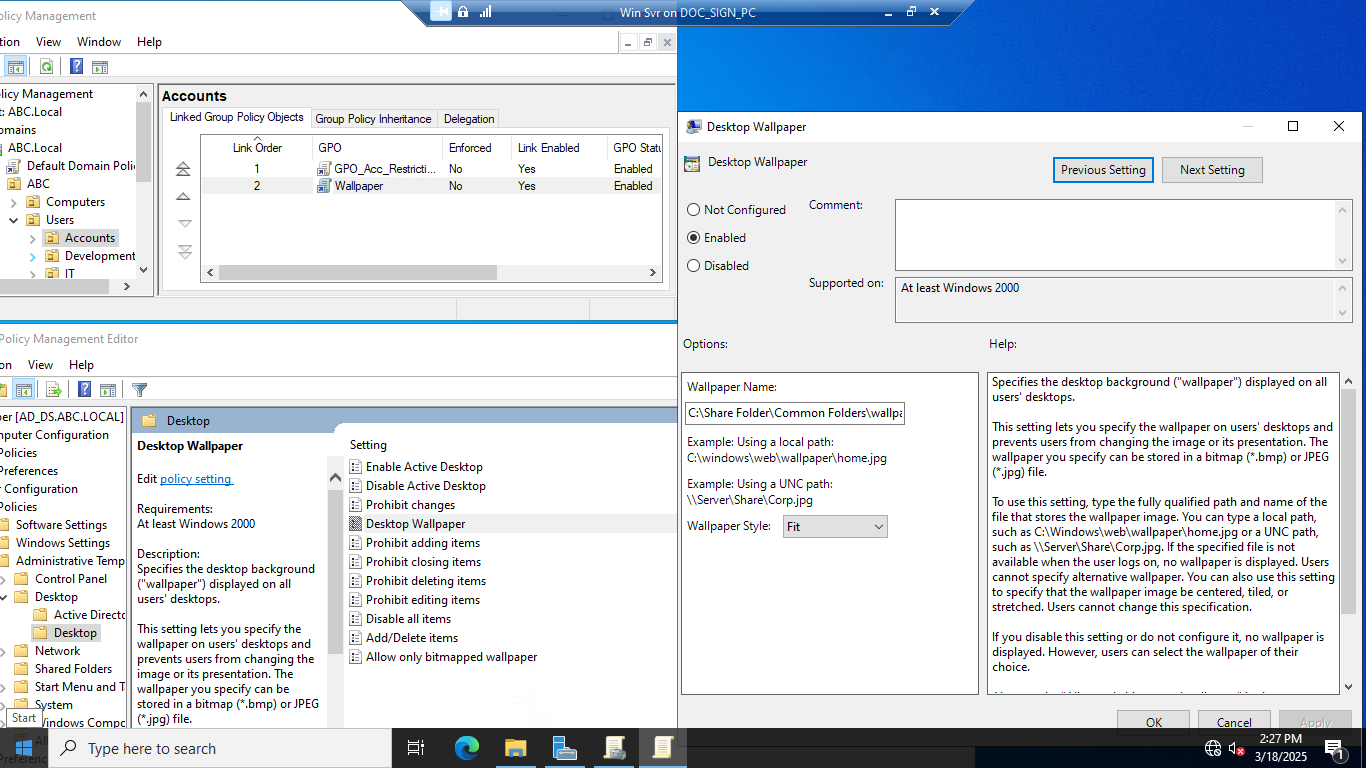 olicy Management
Win Svr on DOC_SIGN_PC
tion View Window Help
olicy Management
t: ABC.Local
omains
ABC.Local
Default Domain Polic
ABC
Computers
Users
Accounts
Development
IT
Accounts
Linked Group Policy Objects Group Policy Inheritance Delegation
Link Order GPO Enforced Link Enabled GPO Statu
1 GPO_Acc_Restricti... No Yes Enabled
2 Wallpaper No Yes Enabled
Policy Management Editor
on View Help
per [AD_DS.ABC.LOCAL]
mputer Configuration
Policies
Preferences
r Configuration
Policies
Software Settings
Windows Settings
Administrative Temp
Control Panel
Desktop
Active Directo
Desktop
Network
Shared Folders
Start Menu and T
System
Windows Compo
Start
Desktop
Desktop Wallpaper
Edit policy setting
Requirements:
At least Windows 2000
Description:
Specifies the desktop background
("wallpaper") displayed on all
users' desktops.
This setting lets you specify the
wallpaper on users' desktops and
prevents users from changing the
image or its presentation. The
wallpaper you specify can be
stored in a bitmap (*.bmp) or JPEG
(*.jpg) file.
Setting
Enable Active Desktop
Disable Active Desktop
Prohibit changes
Desktop Wallpaper
Prohibit adding items
Prohibit closing items
Prohibit deleting items
Prohibit editing items
Disable all items
Add/Delete items
Allow only bitmapped wallpaper
Desktop Wallpaper
Desktop Wallpaper
Previous Setting Next Setting
Not Configured
Enabled
Disabled
Comment:
Supported on:
At least Windows 2000
Options:
Help:
Wallpaper Name:
C:\Share Folder\Common Folders\wallpa
Example: Using a local path:
C:\windows\web\wallpaper\home.jpg
Example: Using a UNC path:
\\Server\Share\Corp.jpg
Wallpaper Style: Fit
Specifies the desktop background ("wallpaper") displayed on all
users' desktops.
This setting lets you specify the wallpaper on users' desktops and
prevents users from changing the image or its presentation. The
wallpaper you specify can be stored in a bitmap (*.bmp) or JPEG
(*.jpg) file.
To use this setting, type the fully qualified path and name of the
file that stores the wallpaper image. You can type a local path,
such as C:\Windows\web\wallpaper\home.jpg or a UNC path,
such as \\Server\Share\Corp.jpg. If the specified file is not
available when the user logs on, no wallpaper is displayed. Users
cannot specify alternative wallpaper. You can also use this setting
to specify that the wallpaper image be centered, tiled, or
stretched. Users cannot change this specification.
If you disable this setting or do not configure it, no wallpaper is
displayed. However, users can select the wallpaper of their
choice.
OK Cancel Apply
Type here to search
2:27 PM
3/18/2025
1